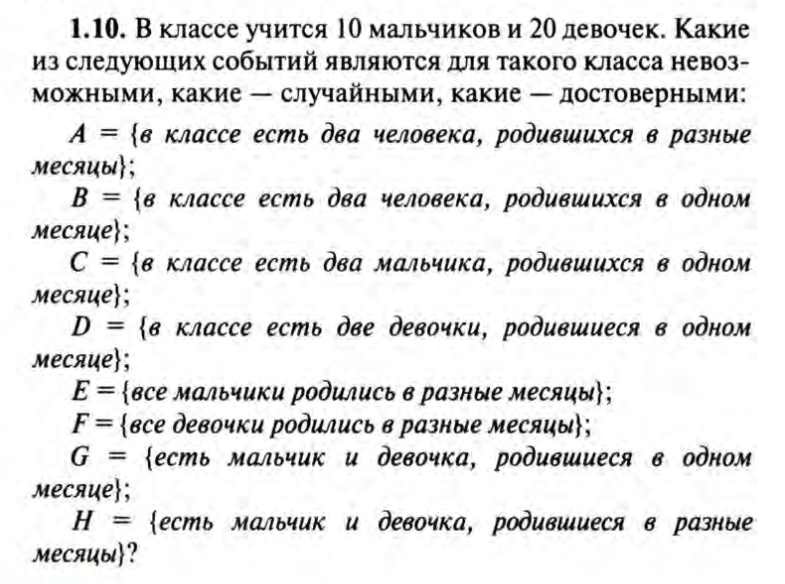 1.10. В классе учится 10 мальчиков и 20 девочек. Какие
из следующих событий являются для такого класса невоз-
можными, какие — случайными, какие — достоверными:
A = {в классе есть два человека, родившихся в разные
месяцы};
B = {в классе есть два человека, родившихся в одном
месяце};
C = {в классе есть два мальчика, родившихся в одном
месяце};
D = {в классе есть две девочки, родившиеся в одном
месяце};
E = {все мальчики родились в разные месяцы};
F = {все девочки родились в разные месяцы};
G = {есть мальчик и девочка, родившиеся в одном
месяце};
H = {есть мальчик и девочка, родившиеся в разные
месяцы}?